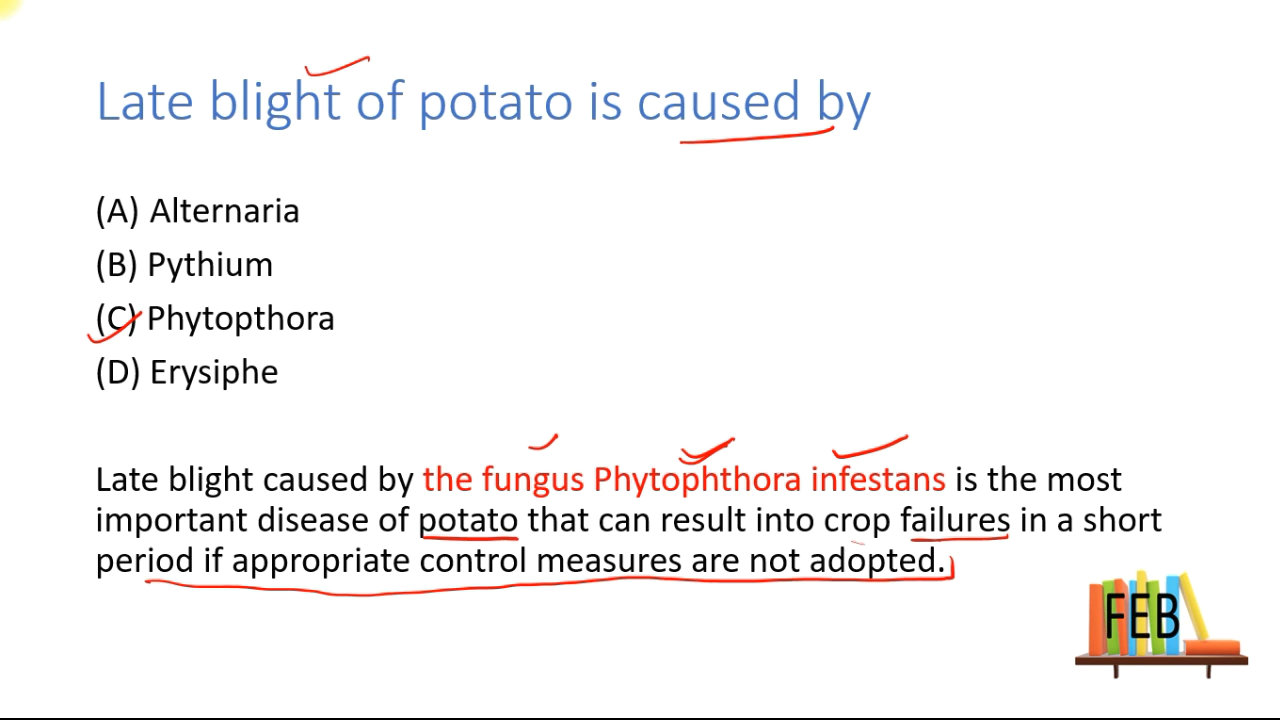 Late blight of potato is caused by
(A) Alternaria
(B) Pythium
(C) Phytopthora
(D) Erysiphe
Late blight caused by the fungus Phytophthora infestans is the most
important disease of potato that can result into crop failures in a short
period if appropriate control measures are not adopted.
FEB